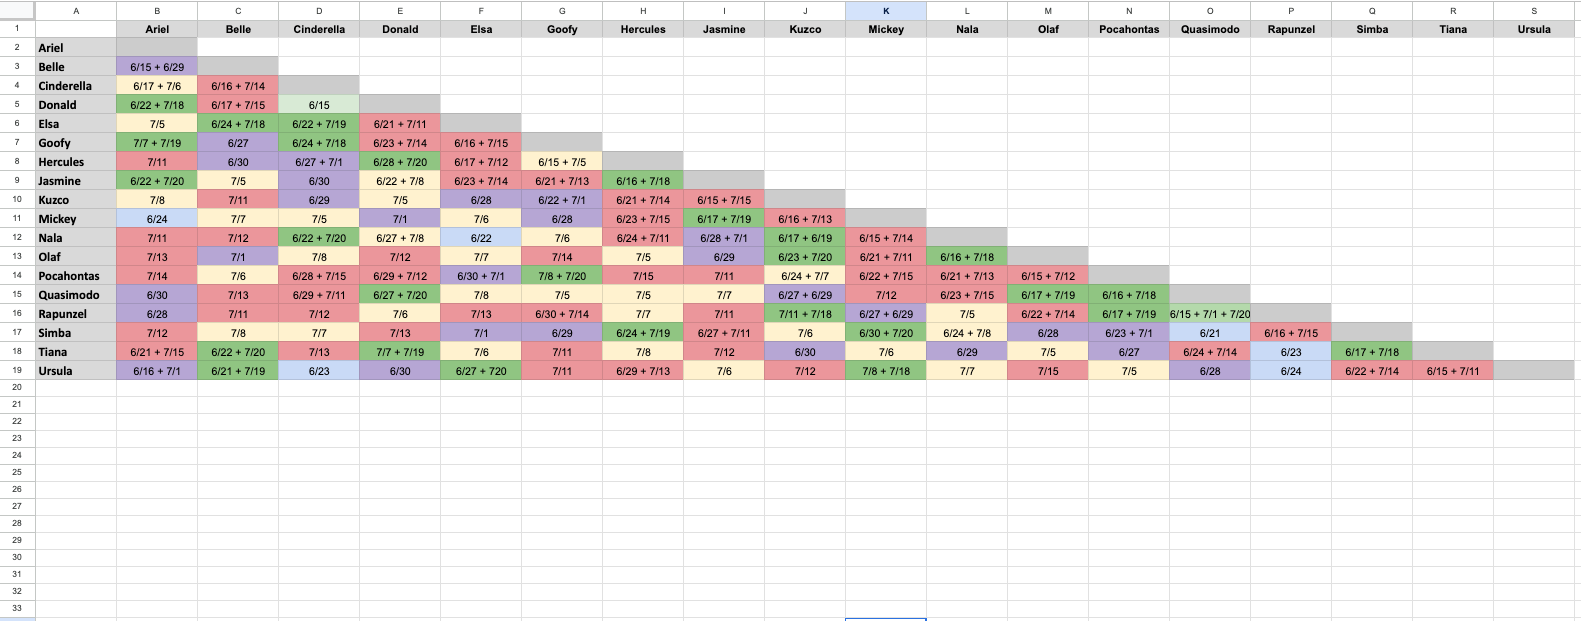 A B C D E F G H I J K L M N O P Q R S
1 Ariel Belle Cinderella Donald Elsa Goofy Hercules Jasmine Kuzco Mickey Nala Olaf Pocahontas Quasimodo Rapunzel Simba Tiana Ursula
2 Ariel
3 Belle 6/15 + 6/29
4 Cinderella 6/17 + 7/6 6/16 + 7/14
5 Donald 6/22 + 7/18 6/17 + 7/15 6/15
6 Elsa 7/5 6/24 + 7/18 6/22 + 7/19 6/21 + 7/11
7 Goofy 7/7 + 7/19 6/27 6/24 + 7/18 6/23 + 7/14 6/16 + 7/15
8 Hercules 7/11 6/30 6/27 + 7/1 6/28 + 7/20 6/17 + 7/12 6/15 + 7/5
9 Jasmine 6/22 + 7/20 7/5 6/30 6/22 + 7/8 6/23 + 7/14 6/21 + 7/13 6/16 + 7/18
10 Kuzco 7/8 7/11 6/29 7/5 6/28 6/22 + 7/1 6/21 + 7/14 6/15 + 7/15
11 Mickey 6/24 7/7 7/5 7/1 7/6 6/28 6/23 + 7/15 6/17 + 7/19 6/16 + 7/13
12 Nala 7/11 7/12 6/22 + 7/20 6/27 + 7/8 6/22 7/6 6/24 + 7/11 6/28 + 7/1 6/17 + 6/19 6/15 + 7/14
13 Olaf 7/13 7/1 7/8 7/12 7/7 7/14 7/5 6/29 6/23 + 7/20 6/21 + 7/11 6/16 + 7/18
14 Pocahontas 7/14 7/6 6/28 + 7/15 6/29 + 7/12 6/30 + 7/1 7/8 + 7/20 7/15 7/11 6/24 + 7/7 6/22 + 7/15 6/21 + 7/13 6/15 + 7/12
15 Quasimodo 6/30 7/13 6/29 + 7/11 6/27 + 7/20 7/8 7/5 7/5 7/7 6/27 + 6/29 7/12 6/23 + 7/15 6/17 + 7/19 6/16 + 7/18
16 Rapunzel 6/28 7/11 7/12 7/6 7/13 6/30 + 7/14 7/7 7/11 7/11 + 7/18 6/27 + 6/29 7/5 6/22 + 7/14 6/17 + 7/19 6/15 + 7/1 + 7/20
17 Simba 7/12 7/8 7/7 7/13 7/1 6/29 6/24 + 7/19 6/27 + 7/11 7/6 6/30 + 7/20 6/24 + 7/8 6/28 6/23 + 7/1 6/21 6/16 + 7/15
18 Tiana 6/21 + 7/15 6/22 + 7/20 7/13 7/7 + 7/19 7/6 7/11 7/8 7/12 6/30 7/6 6/29 7/5 6/27 6/24 + 7/14 6/23 6/17 + 7/18
19 Ursula 6/16 + 7/1 6/21 + 7/19 6/23 6/30 6/27 + 720 7/11 6/29 + 7/13 7/6 7/12 7/8 + 7/18 7/7 7/15 7/5 6/28 6/24 6/22 + 7/14 6/15 + 7/11
20
21
22
23
24
25
26
27
28
29
30
31
32
33